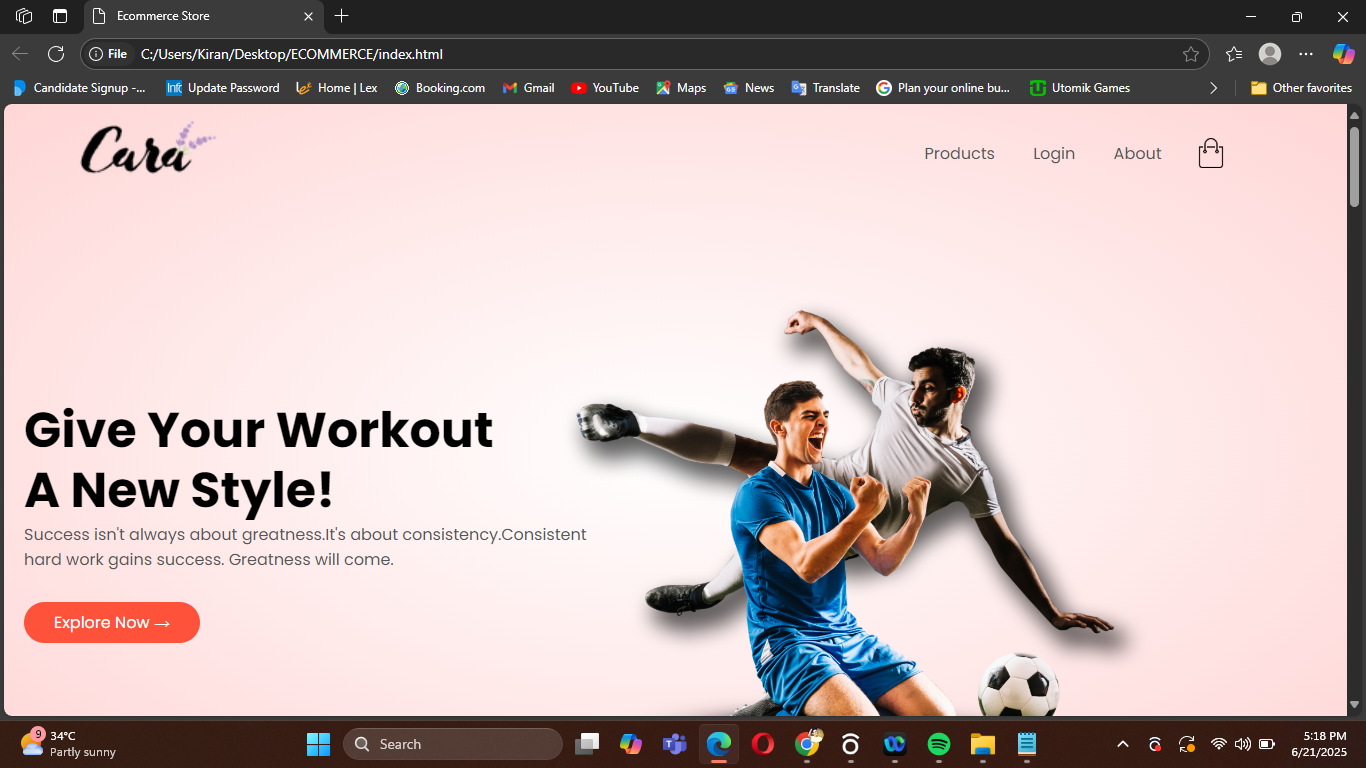 Ecommerce Store
File C:/Users/Kiran/Desktop/ECOMMERCE/index.html
Candidate Signup -... Update Password Home | Lex Booking.com Gmail YouTube Maps News Translate Plan your online bu... Utomik Games Other favorites
Cara
Products Login About
Give Your Workout
A New Style!
Success isn't always about greatness.It's about consistency.Consistent
hard work gains success. Greatness will come.
Explore Now →
9 34°C
Partly sunny
Search
5:18 PM
6/21/2025